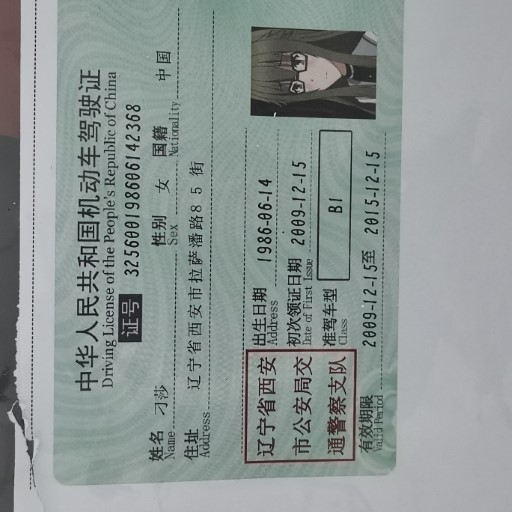 中华人民共和国机动车驾驶证
Driving License of the People's Republic of China
证号 325600198606142368
姓名 刁莎 性别 女 国籍 中国
Name Sex Nationality
住址 辽宁省西安市拉萨潘路85街
Address
辽宁省西安
市公安局交
通警察支队
出生日期 1986-06-14
Address
初次领证日期 2009-12-15
Date of First Issue
准驾车型 B1
Class
有效期限 2009-12-15至 2015-12-15
Valid Period